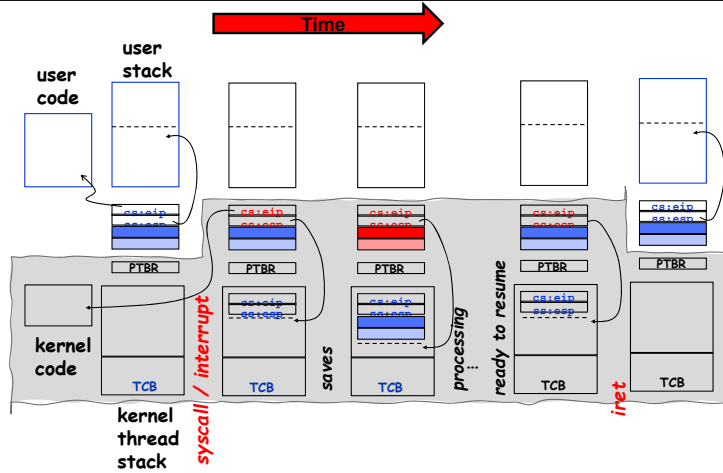 Time
user
stack
user
code
cs:eip
ss:esp
cs:eip
ss:esp
cs:eip
ss:esp
cs:eip
ss:esp
cs:eip
ss:esp
PTBR
PTBR
PTBR
PTBR
PTBR
cs:eip
ss:esp
cs:eip
ss:esp
cs:eip
ss:esp
kernel
code
TCB
TCB
TCB
TCB
TCB
kernel
thread
stack
syscall / interrupt
saves
processing
...
ready to resume
iret